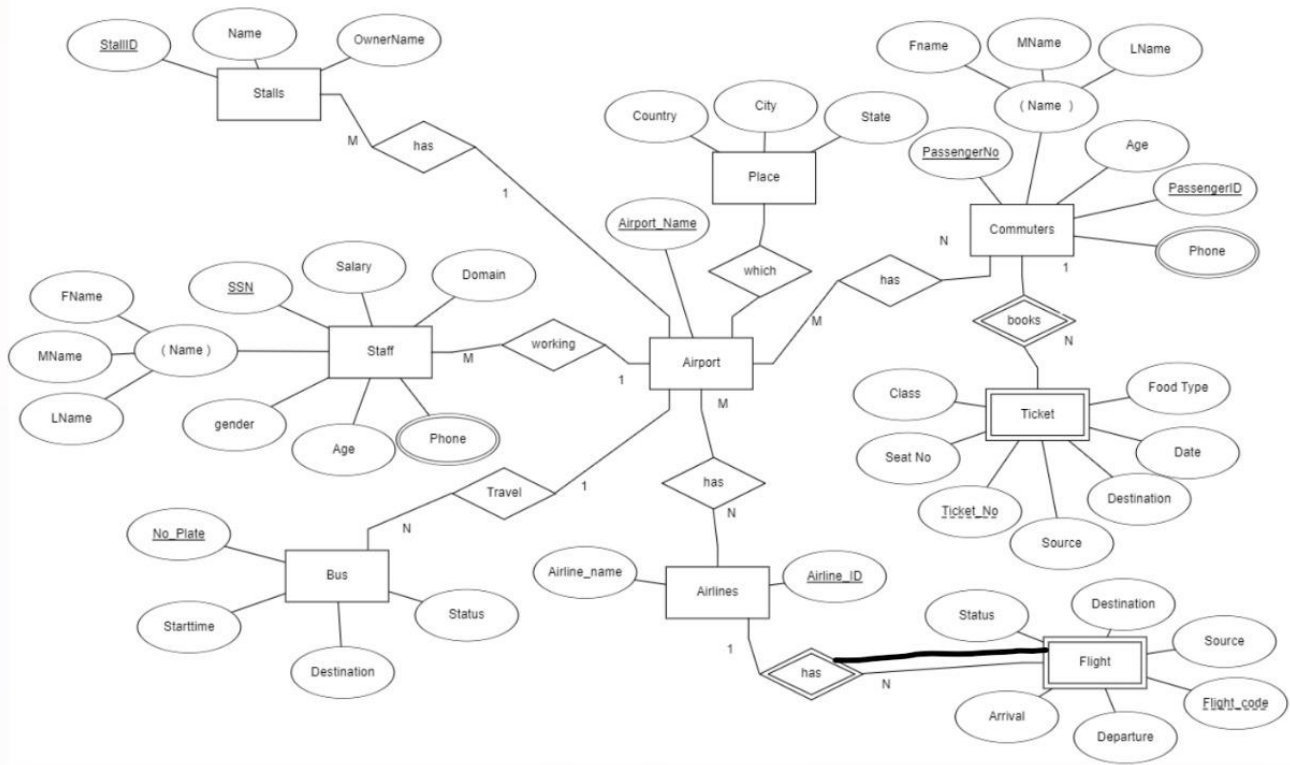 StallID
Name
OwnerName
Stalls
M
has
1
Country
City
State
Place
which
Airport_Name
Fname
MName
LName
( Name )
PassengerNo
Age
PassengerID
Commuters
Phone
N
has
M
1
books
N
Class
Ticket
Food Type
Seat No
Date
Ticket_No
Destination
Source
FName
MName
LName
( Name )
SSN
Salary
Domain
Staff
gender
Age
Phone
M
working
1
Airport
M
has
N
Travel
1
N
No_Plate
Bus
Starttime
Status
Destination
Airline_name
Airlines
Airline_ID
1
has
N
Status
Destination
Source
Flight
Flight_code
Arrival
Departure